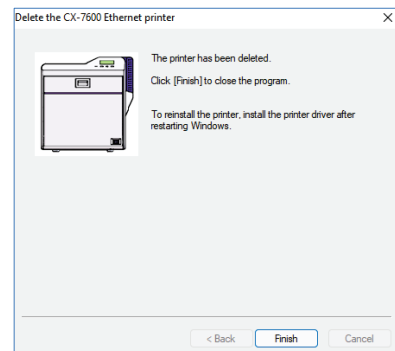 Delete the CX-7600 Ethernet printer
The printer has been deleted.
Click [Finish] to close the program.
To reinstall the printer, install the printer driver after
restarting Windows.
< Back
Finish
Cancel